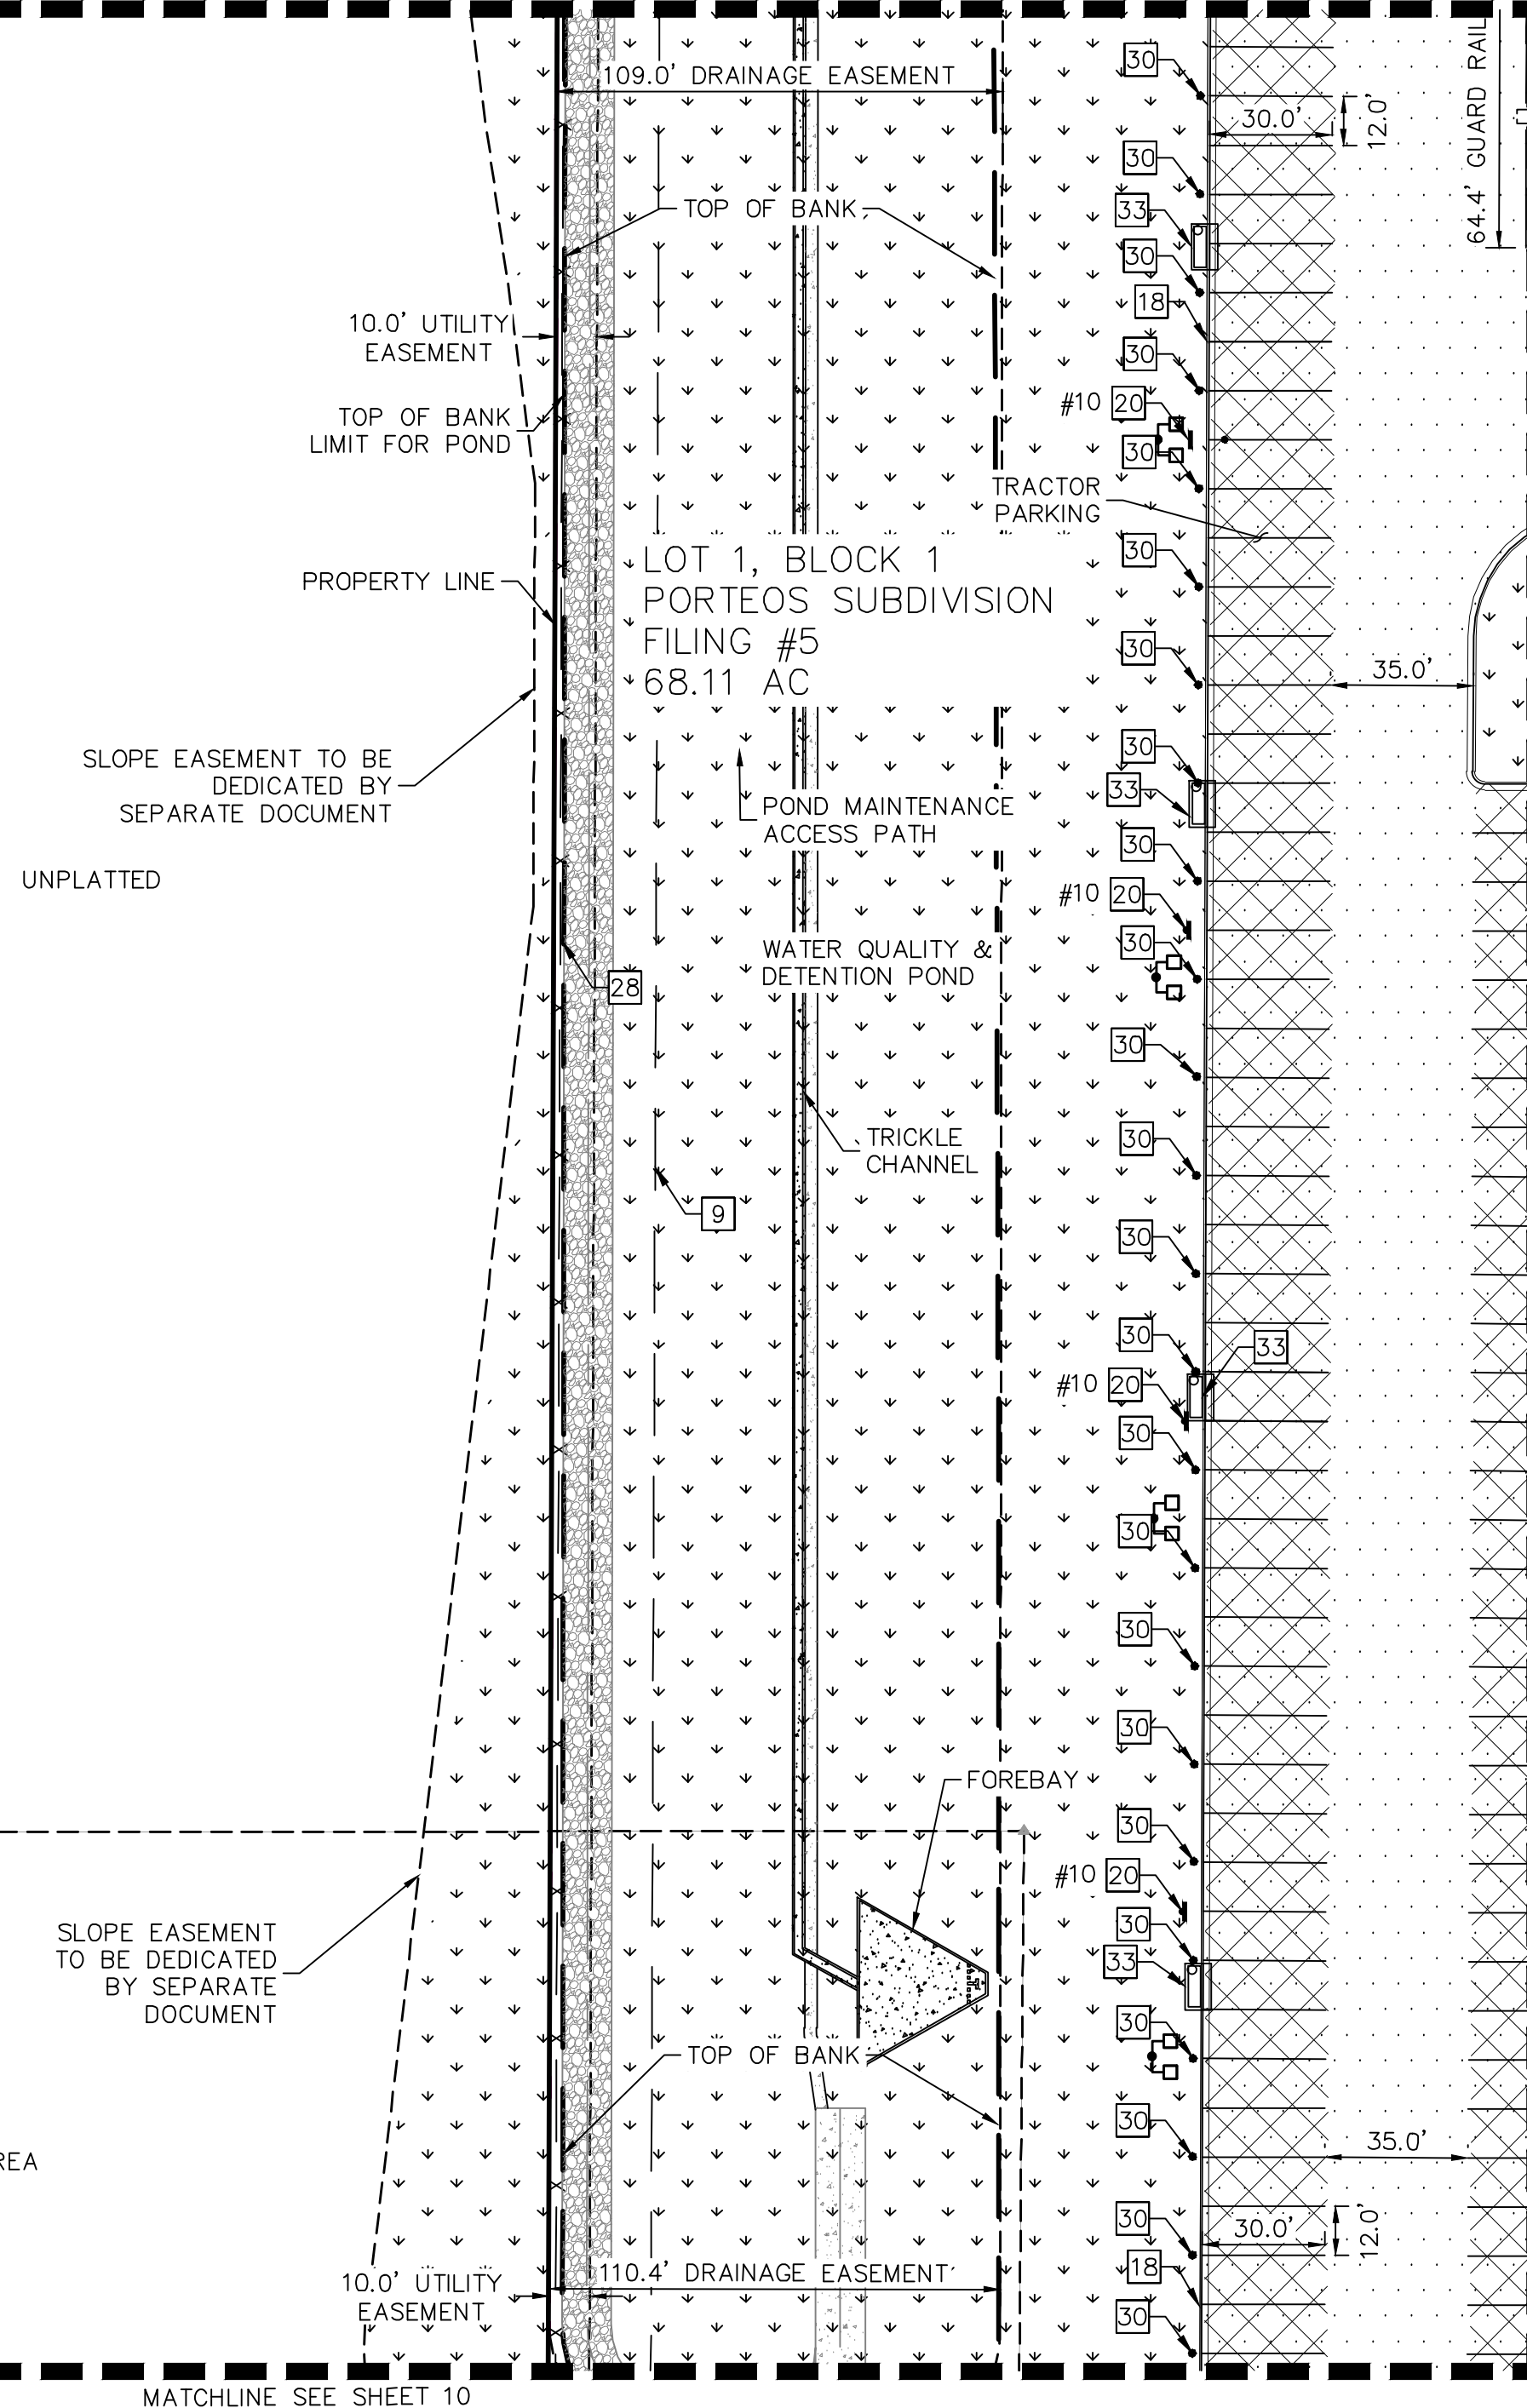 109.0' DRAINAGE EASEMENT
30
30.0'
12.0'
64.4' GUARD RAIL
30
33
TOP OF BANK
30
18
10.0' UTILITY
EASEMENT
30
#10 20
TOP OF BANK
LIMIT FOR POND
30
TRACTOR
PARKING
30
LOT 1, BLOCK 1
PORTEOS SUBDIVISION
FILING #5
68.11 AC
PROPERTY LINE
30
35.0'
SLOPE EASEMENT TO BE
DEDICATED BY
SEPARATE DOCUMENT
30
33
POND MAINTENANCE
ACCESS PATH
30
UNPLATTED
#10 20
30
WATER QUALITY &
DETENTION POND
28
30
TRICKLE
CHANNEL
30
9
30
30
33
#10 20
30
30
30
30
FOREBAY
30
#10 20
30
SLOPE EASEMENT
TO BE DEDICATED
BY SEPARATE
DOCUMENT
33
30
TOP OF BANK
30
35.0'
REA
30
30.0'
12.0'
18
110.4' DRAINAGE EASEMENT
10.0' UTILITY
EASEMENT
30
MATCHLINE SEE SHEET 10